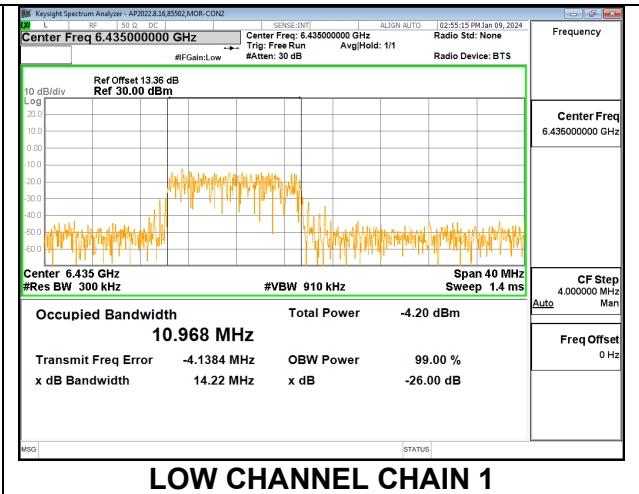 Keysight Spectrum Analyzer - AP2022.8.16,85502,MOR-CON2
L RF 50 Ω DC SENSE:INT ALIGN AUTO 02:55:15 PM Jan 09, 2024
Center Freq 6.435000000 GHz
Center Freq: 6.435000000 GHz
Radio Std: None
Trig: Free Run Avg|Hold: 1/1
#IFGain:Low #Atten: 30 dB Radio Device: BTS
Frequency
Ref Offset 13.36 dB
10 dB/div Ref 30.00 dBm
Log
20.0
10.0
0.00
-10.0
-20.0
-30.0
-40.0
-50.0
-60.0
Center 6.435 GHz Span 40 MHz
#Res BW 300 kHz #VBW 910 kHz Sweep 1.4 ms
Occupied Bandwidth Total Power -4.20 dBm
10.968 MHz
Transmit Freq Error -4.1384 MHz OBW Power 99.00 %
x dB Bandwidth 14.22 MHz x dB -26.00 dB
Center Freq
6.435000000 GHz
CF Step
4.000000 MHz
Auto Man
Freq Offset
0 Hz
MSG STATUS
LOW CHANNEL CHAIN 1